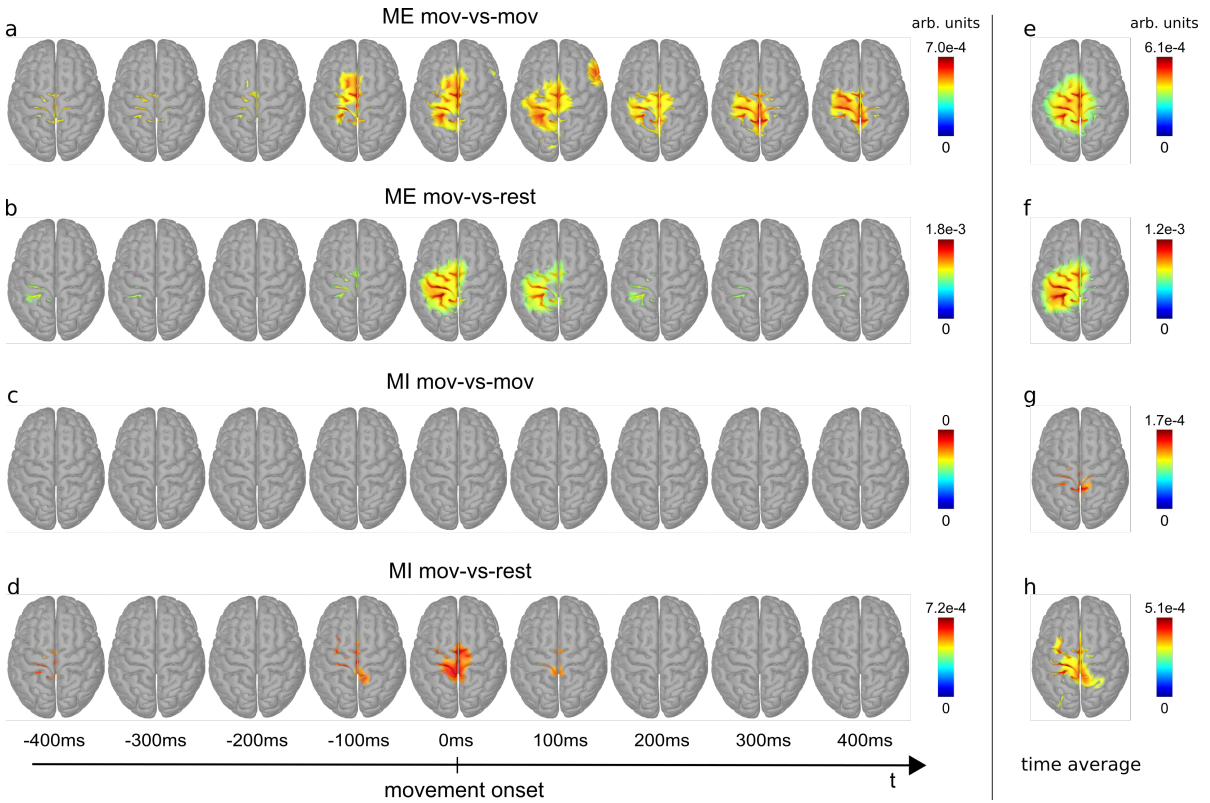 ME mov-vs-mov
a
arb. units
7.0e-4
0
e
arb. units
6.1e-4
0
ME mov-vs-rest
b
1.8e-3
0
f
1.2e-3
0
MI mov-vs-mov
c
0
0
g
1.7e-4
0
MI mov-vs-rest
d
7.2e-4
0
h
5.1e-4
0
-400ms -300ms -200ms -100ms 0ms 100ms 200ms 300ms 400ms
t
movement onset
time average